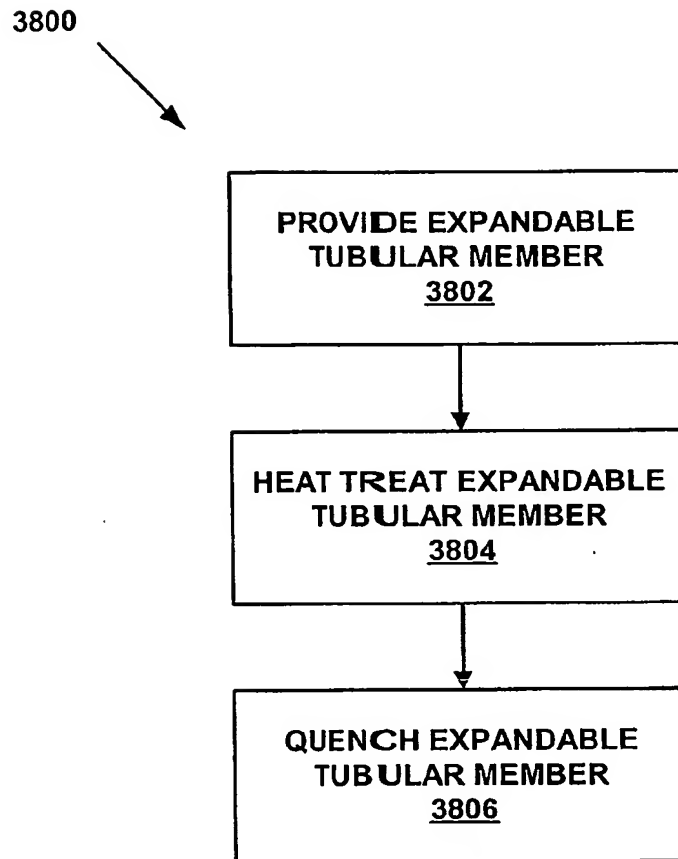 3800
PROVIDE EXPANDABLE
TUBULAR MEMBER
3802
HEAT TREAT EXPANDABLE
TUBULAR MEMBER
3804
QUENCH EXPANDABLE
TUBULAR MEMBER
3806